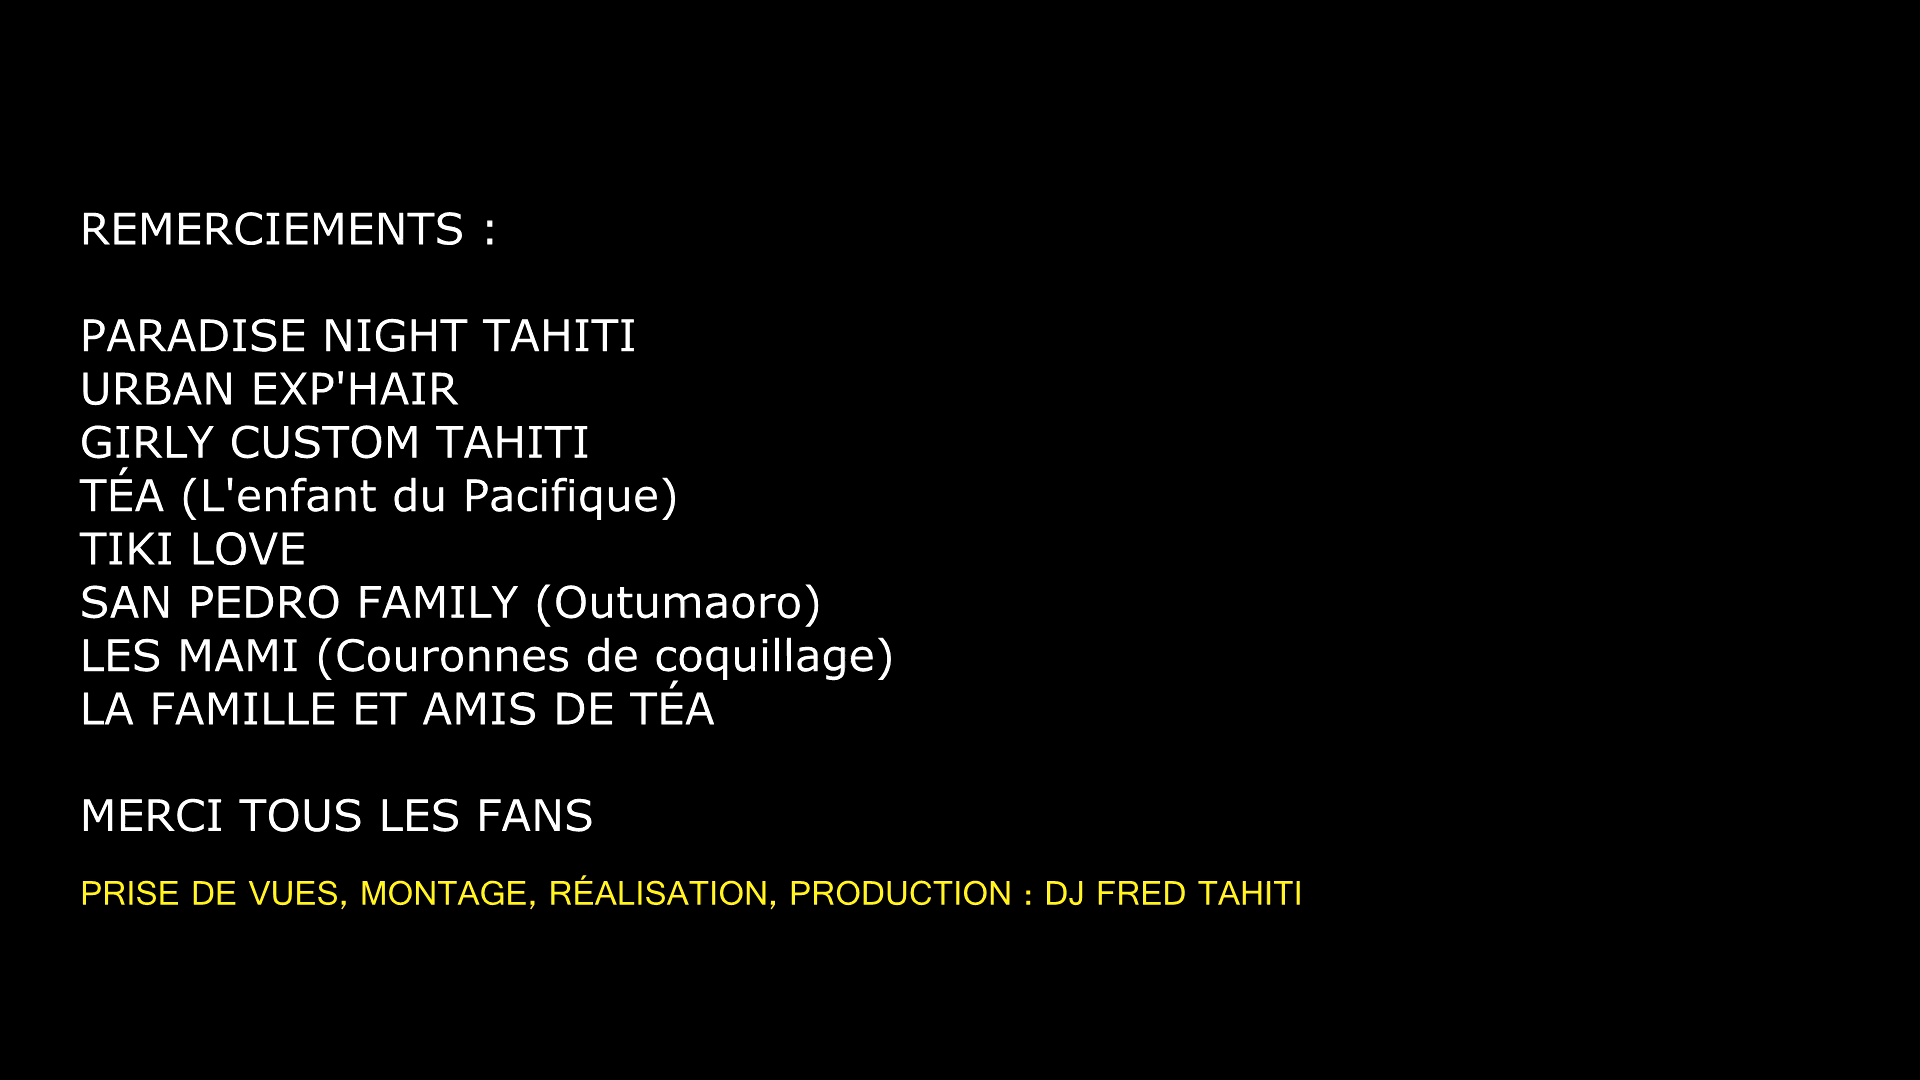 REMERCIEMENTS :
PARADISE NIGHT TAHITI
URBAN EXP'HAIR
GIRLY CUSTOM TAHITI
TÉA (L'enfant du Pacifique)
TIKI LOVE
SAN PEDRO FAMILY (Outumaoro)
LES MAMI (Couronnes de coquillage)
LA FAMILLE ET AMIS DE TÉA
MERCI TOUS LES FANS
PRISE DE VUES, MONTAGE, RÉALISATION, PRODUCTION : DJ FRED TAHITI